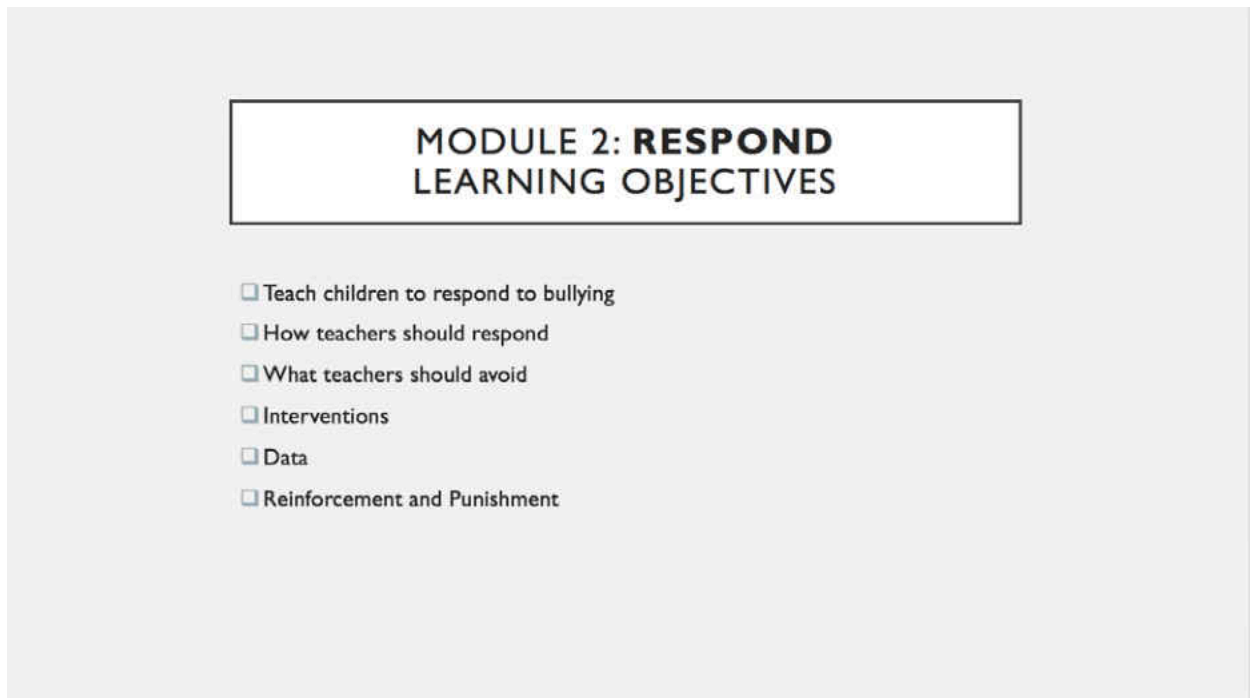 MODULE 2: RESPOND
LEARNING OBJECTIVES
Teach children to respond to bullying
How teachers should respond
What teachers should avoid
Interventions
Data
Reinforcement and Punishment